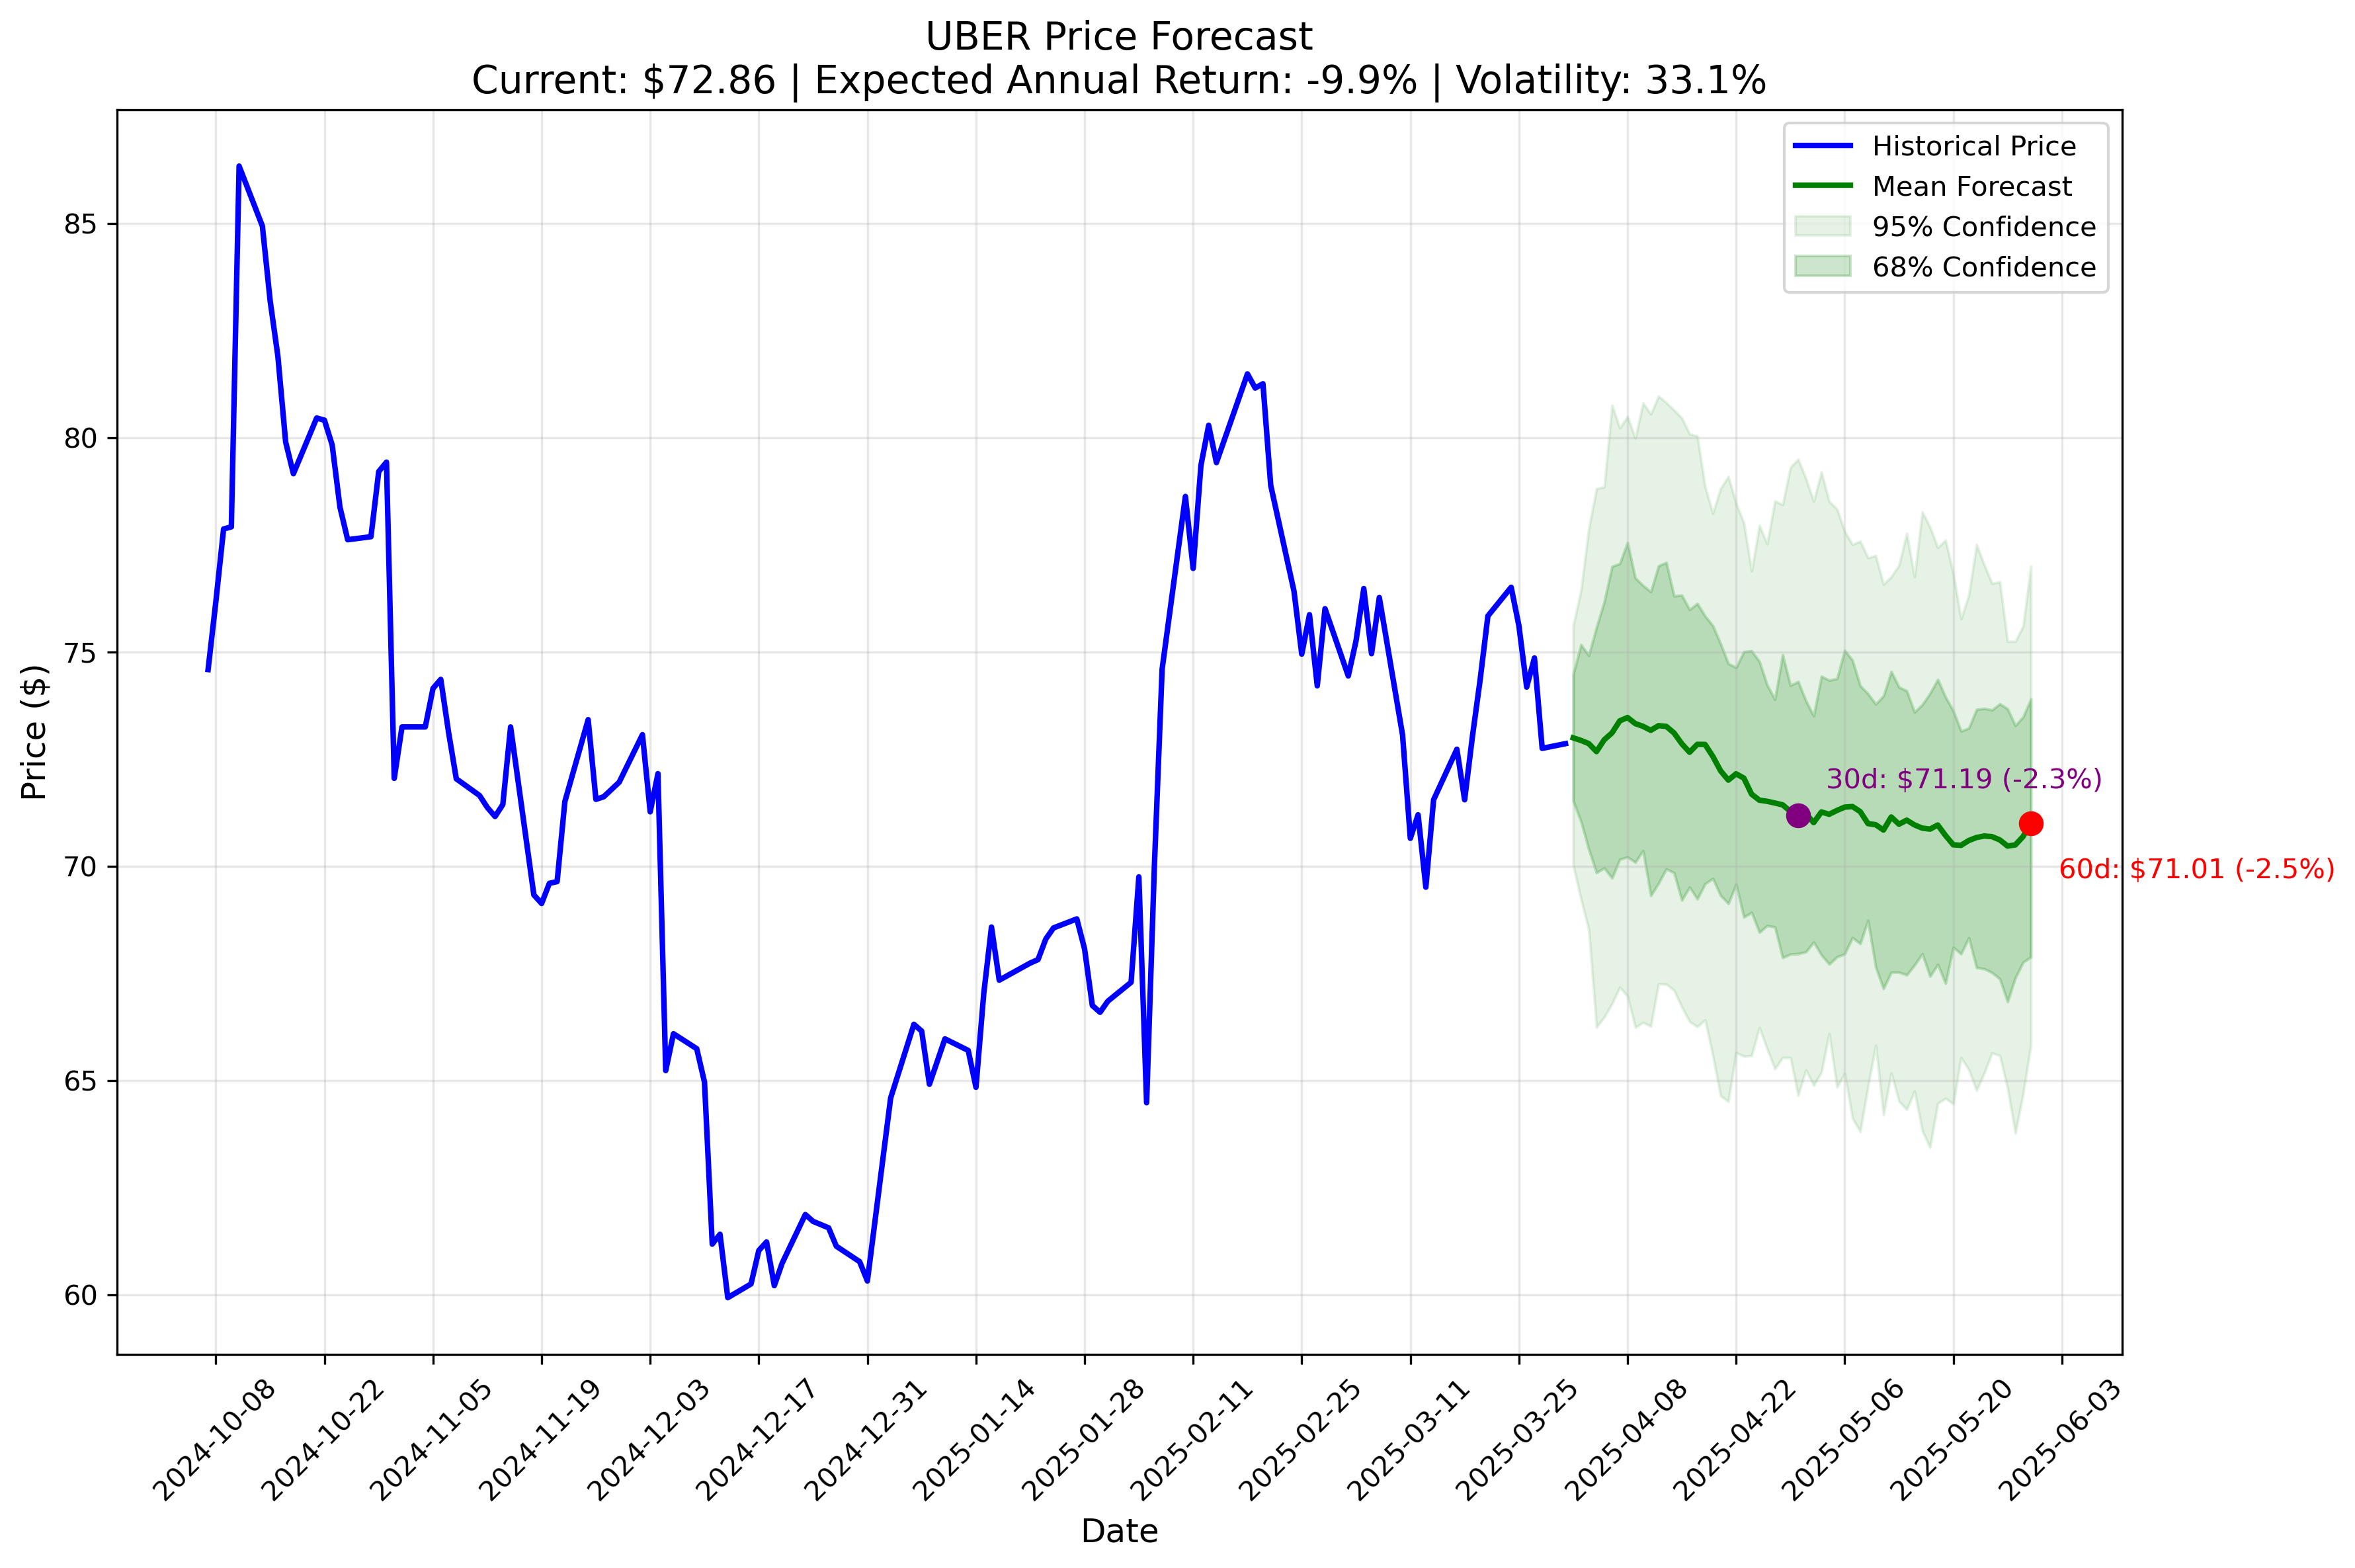 UBER Price Forecast
Current: $72.86 | Expected Annual Return: -9.9% | Volatility: 33.1%
Historical Price
Mean Forecast
95% Confidence
68% Confidence
Price ($)
85
80
75
70
65
60
30d: $71.19 (-2.3%)
60d: $71.01 (-2.5%)
2024-10-08
2024-10-22
2024-11-05
2024-11-19
2024-12-03
2024-12-17
2024-12-31
2025-01-14
2025-01-28
2025-02-11
2025-02-25
2025-03-11
2025-03-25
2025-04-08
2025-04-22
2025-05-06
2025-05-20
2025-06-03
Date